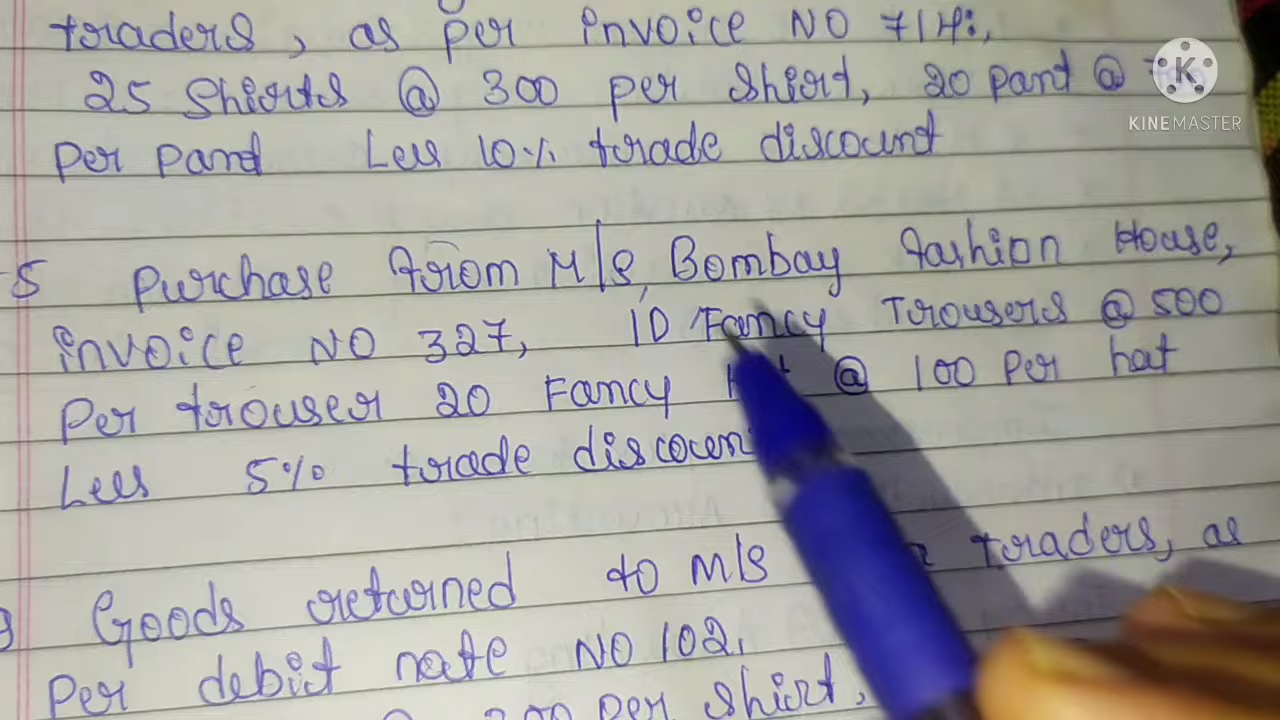 traders, as per invoice NO 714:,
25 Shirts @ 300 per shirt, 20 pant @
per pant Less 10% trade discount
5 purchase from M/s, Bombay fashion House,
invoice NO 327, 10 Fancy Trousers @ 500
Per trouser 20 Fancy @ 100 per hat
Less 5% trade discoun
Goods returned to M/s traders, as
per debit note NO 102,
per shirt,
KINEMASTER